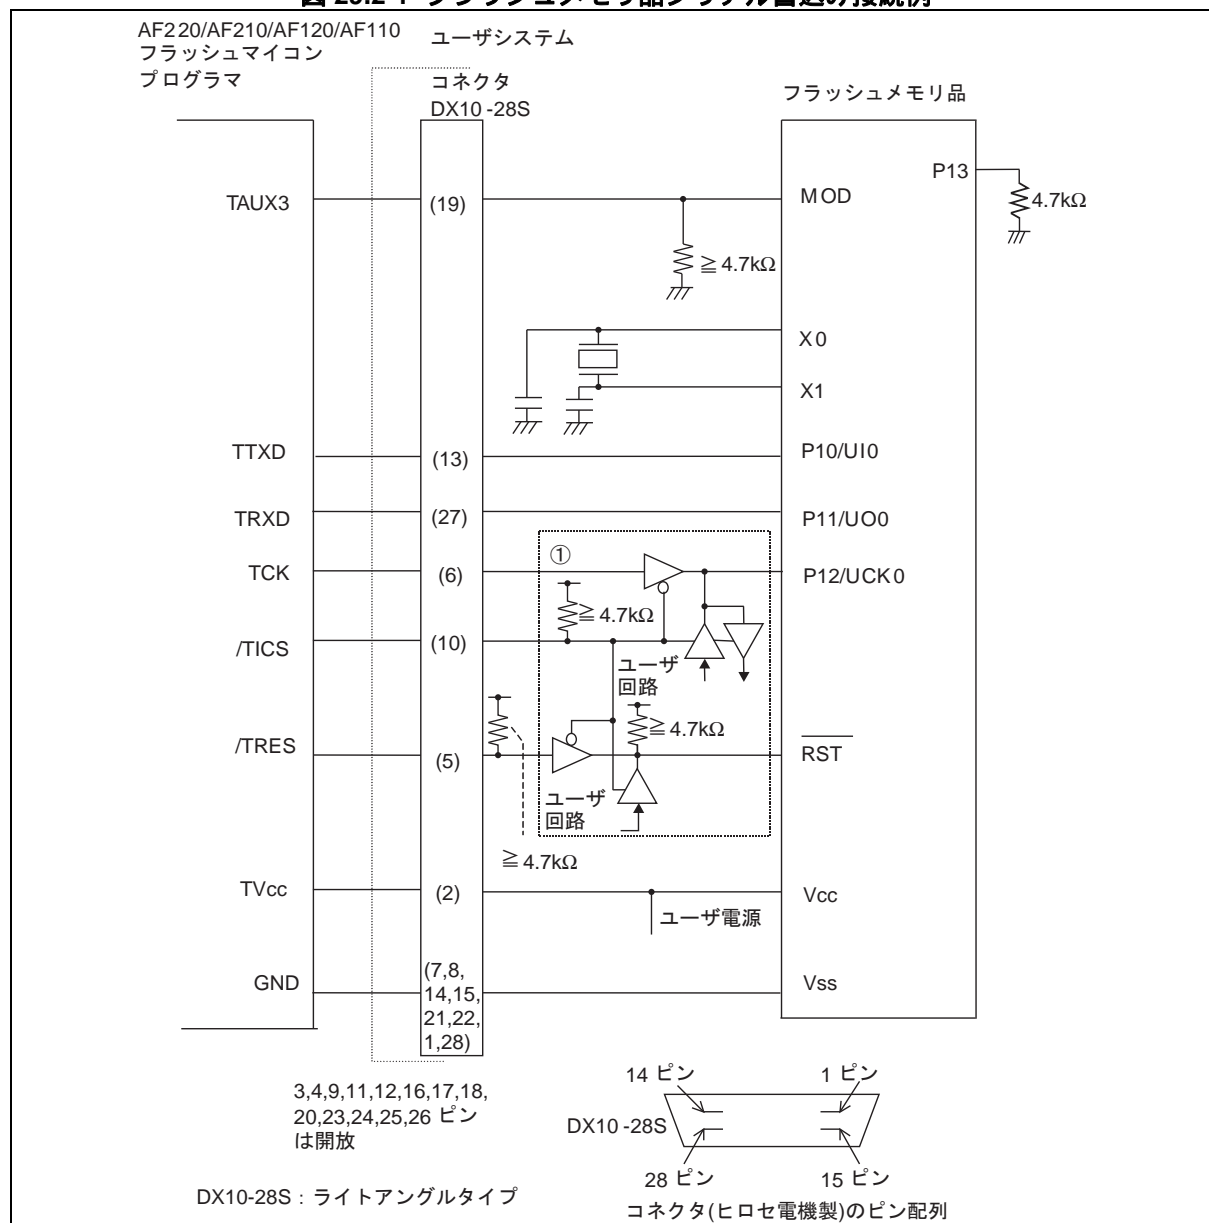 AF220/AF210/AF120/AF110
フラッシュマイコン
プログラマ
ユーザシステム
コネクタ
DX10-28S
フラッシュメモリ品
P13
4.7kΩ
TAUX3
(19)
MOD
≧ 4.7kΩ
X0
X1
TTXD
(13)
P10/UI0
TRXD
(27)
P11/UO0
①
TCK
(6)
P12/UCK0
≧ 4.7kΩ
/TICS
(10)
ユーザ
回路
≧ 4.7kΩ
/TRES
(5)
RST
ユーザ
回路
≧ 4.7kΩ
TVcc
(2)
Vcc
ユーザ電源
GND
(7,8,
14,15,
21,22,
1,28)
Vss
3,4,9,11,12,16,17,18,
20,23,24,25,26 ピン
は開放
14 ピン
1 ピン
DX10-28S
28 ピン
15 ピン
DX10-28S：ライトアングルタイプ
コネクタ(ヒロセ電機製)のピン配列